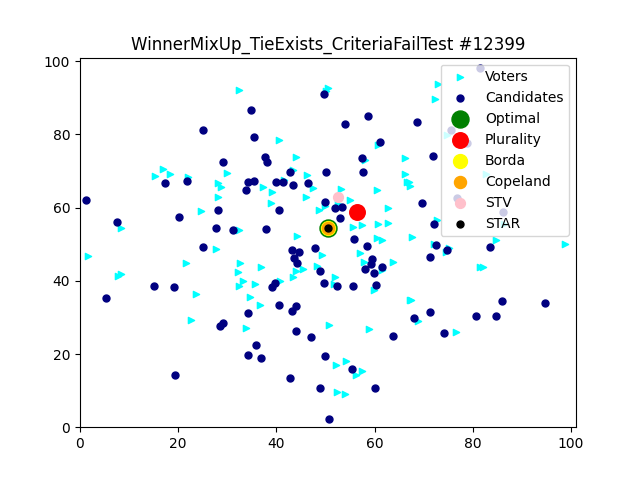 WinnerMixUp_TieExists_CriteriaFailTest #12399
100
80
60
40
20
0
0
20
40
60
80
100
Voters
Candidates
Optimal
Plurality
Borda
Copeland
STV
STAR